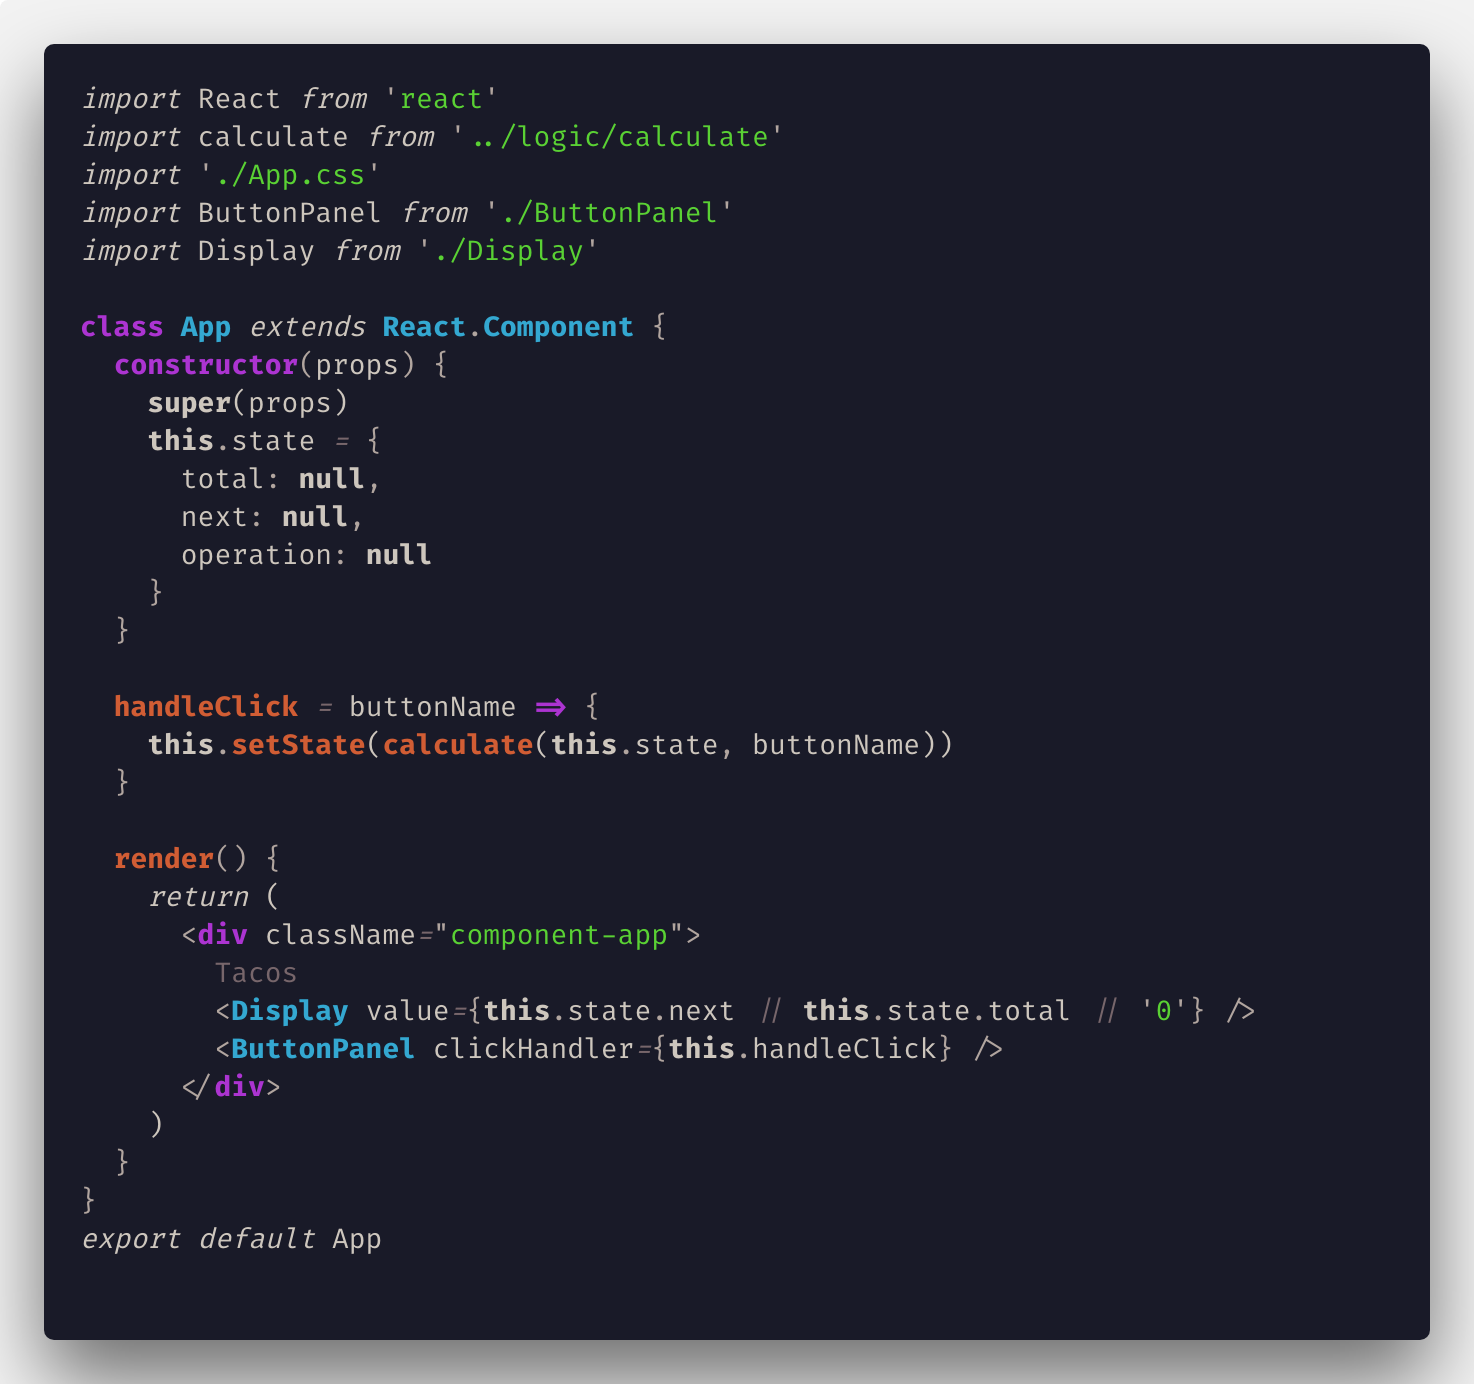 import React from 'react'
import calculate from '../logic/calculate'
import './App.css'
import ButtonPanel from './ButtonPanel'
import Display from './Display'

class App extends React.Component {
  constructor(props) {
    super(props)
    this.state = {
      total: null,
      next: null,
      operation: null
    }
  }

  handleClick = buttonName => {
    this.setState(calculate(this.state, buttonName))
  }

  render() {
    return (
      <div className="component-app">
        Tacos
        <Display value={this.state.next || this.state.total || '0'} />
        <ButtonPanel clickHandler={this.handleClick} />
      </div>
    )
  }
}
export default App